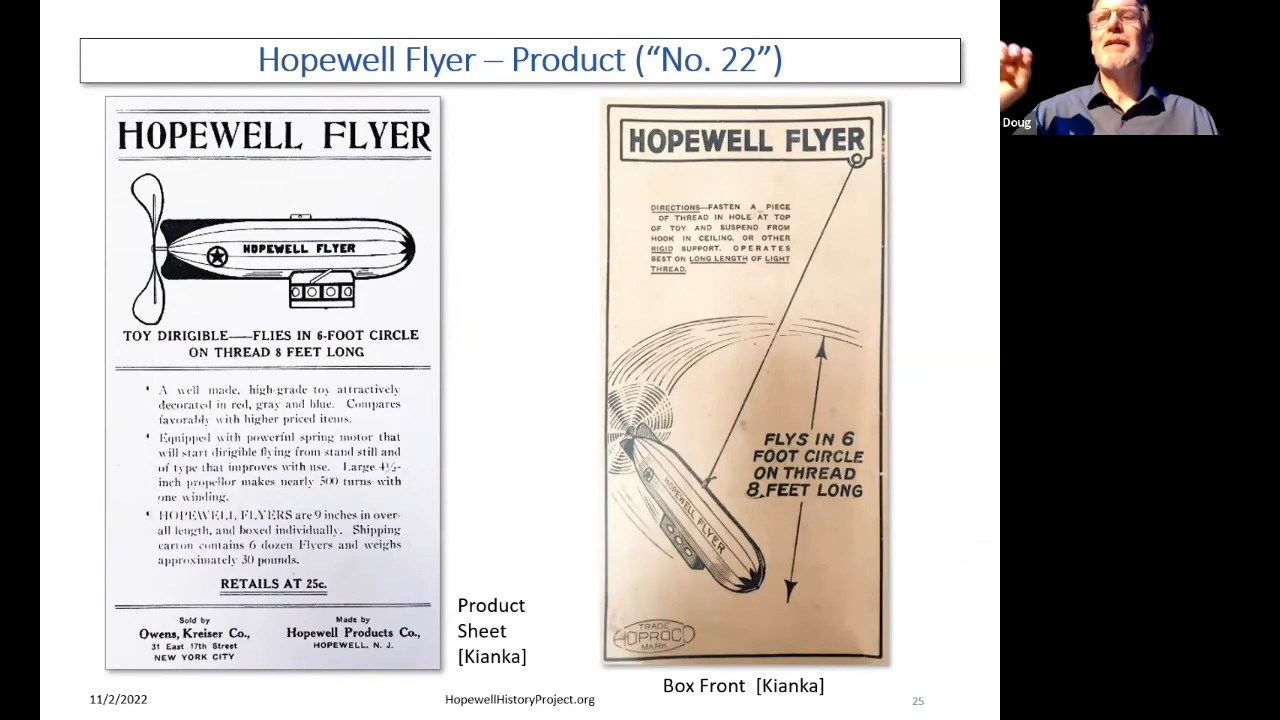 Hopewell Flyer – Product (“No. 22”)
HOPEWELL FLYER
HOPEWELL FLYER
TOY DIRIGIBLE—FLIES IN 6-FOOT CIRCLE
ON THREAD 8 FEET LONG
A well made, high-grade toy attractively
decorated in red, gray and blue. Compares
favorably with higher priced items.
Equipped with powerful spring motor that
will start dirigible flying from stand still and
of type that improves with use. Large 4½-
inch propellor makes nearly 500 turns with
one winding.
HOPEWELL FLYERS are 9 inches in over-
all length, and boxed individually. Shipping
carton contains 6 dozen Flyers and weighs
approximately 30 pounds.
RETAILS AT 25c.
Sold by
Owens, Kreiser Co.,
31 East 17th Street
NEW YORK CITY
Made by
Hopewell Products Co.,
HOPEWELL, N. J.
Product
Sheet
[Kianka]
HOPEWELL FLYER
DIRECTIONS—FASTEN A PIECE
OF THREAD IN HOLE AT TOP
OF TOY AND SUSPEND FROM
HOOK IN CEILING, OR OTHER
RIGID SUPPORT. OPERATES
BEST ON LONG LENGTH OF LIGHT
THREAD.
FLYS IN 6
FOOT CIRCLE
ON THREAD
8 FEET LONG
HOPEWELL FLYER
TRADE
HOPROCO
MARK
Box Front [Kianka]
11/2/2022
HopewellHistoryProject.org
25
Doug